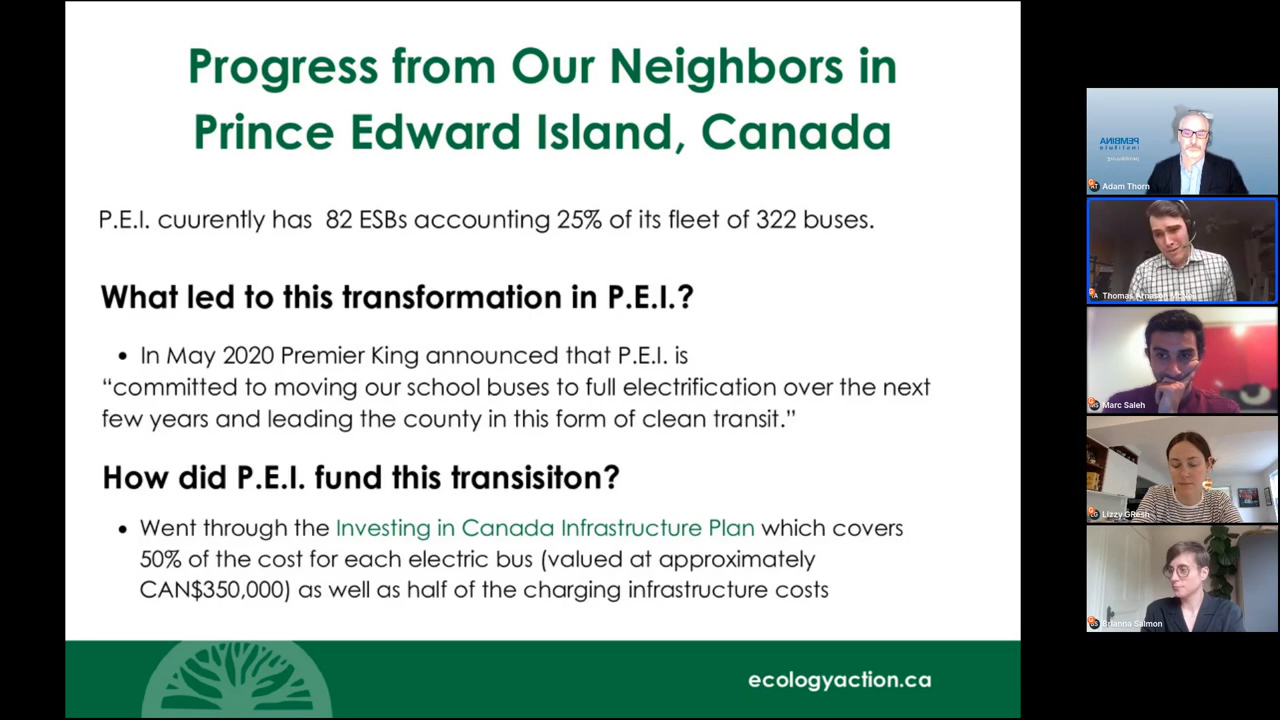 Progress from Our Neighbors in
Prince Edward Island, Canada
P.E.I. cuurently has 82 ESBs accounting 25% of its fleet of 322 buses.
What led to this transformation in P.E.I.?
• In May 2020 Premier King announced that P.E.I. is
“committed to moving our school buses to full electrification over the next
few years and leading the county in this form of clean transit.”
How did P.E.I. fund this transisiton?
• Went through the Investing in Canada Infrastructure Plan which covers
50% of the cost for each electric bus (valued at approximately
CAN$350,000) as well as half of the charging infrastructure costs
ecologyaction.ca
PEMBINA
institute
Adam Thorn
Thomas
Marc Saleh
Lizzy GResh
Brianna Salmon